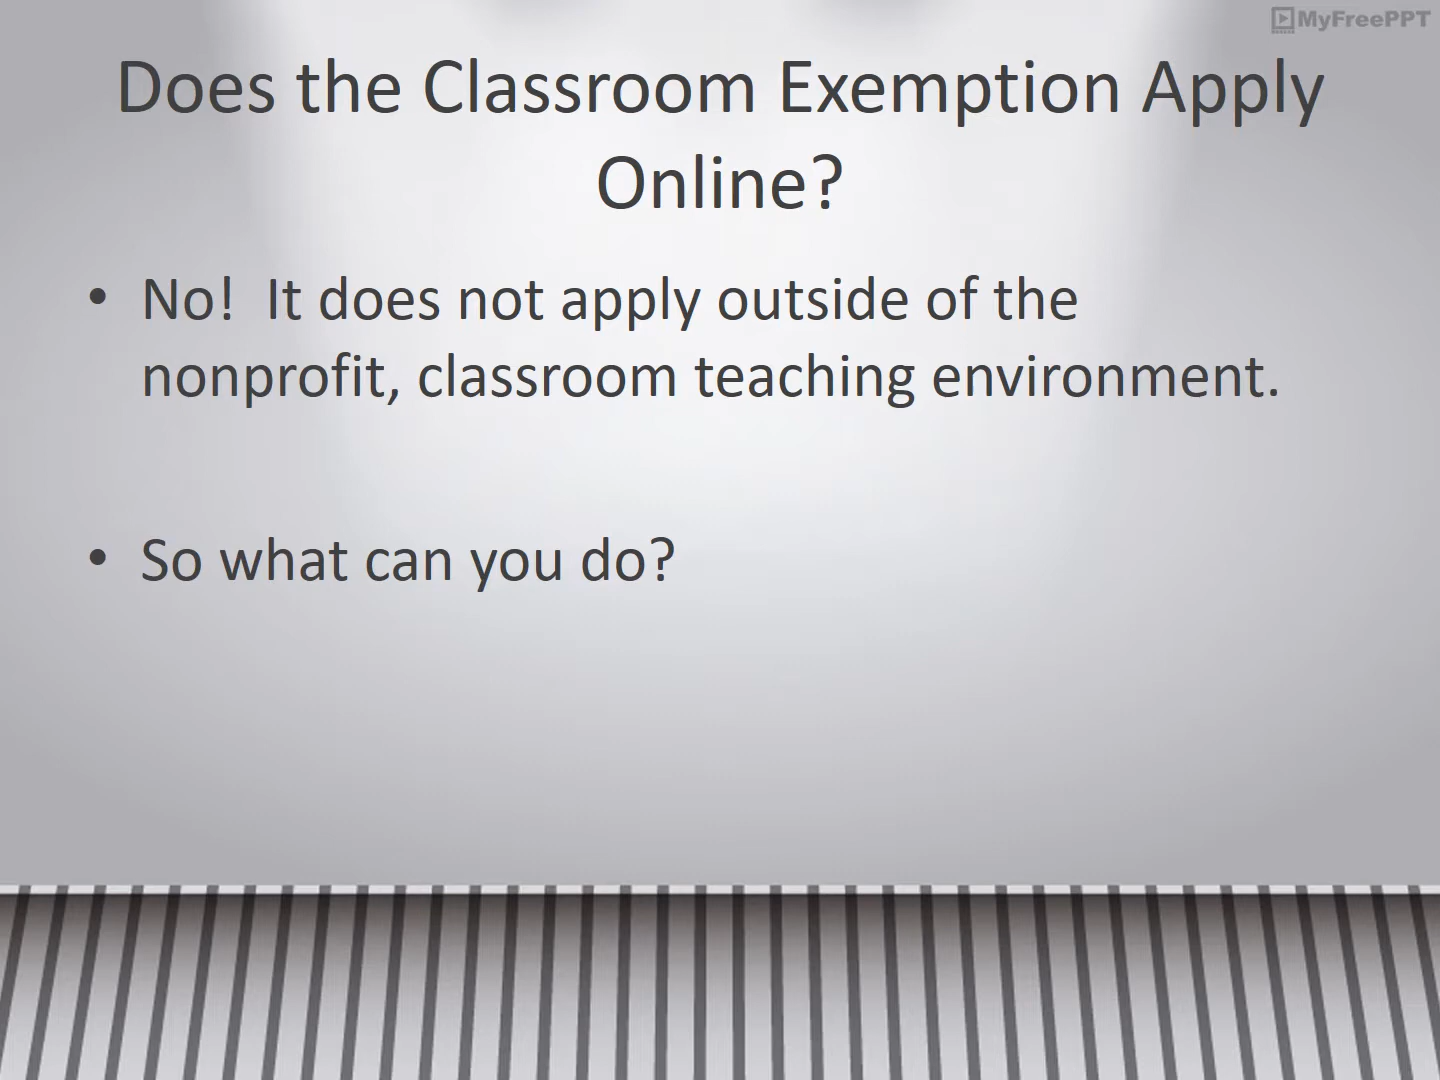 MyFreePPT
Does the Classroom Exemption Apply
Online?
• No!  It does not apply outside of the
nonprofit, classroom teaching environment.
• So what can you do?